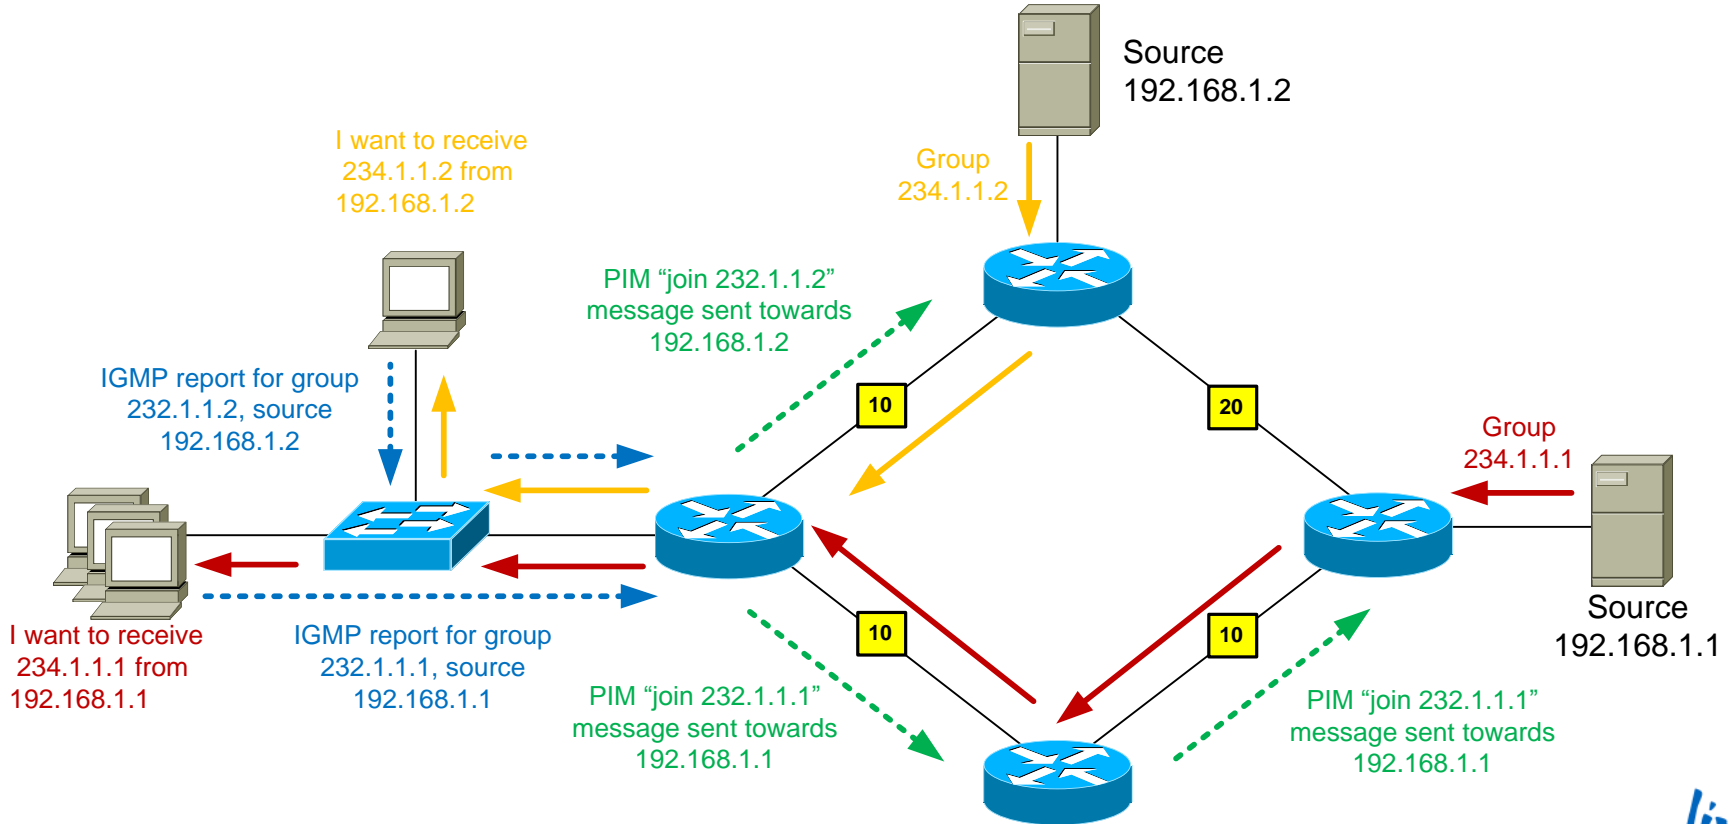 Source
192.168.1.2
I want to receive
234.1.1.2 from
192.168.1.2
Group
234.1.1.2
PIM “join 232.1.1.2”
message sent towards
192.168.1.2
IGMP report for group
232.1.1.2, source
192.168.1.2
10
20
Group
234.1.1.1
Source
192.168.1.1
I want to receive
234.1.1.1 from
192.168.1.1
IGMP report for group
232.1.1.1, source
192.168.1.1
10
10
PIM “join 232.1.1.1”
message sent towards
192.168.1.1
PIM “join 232.1.1.1”
message sent towards
192.168.1.1